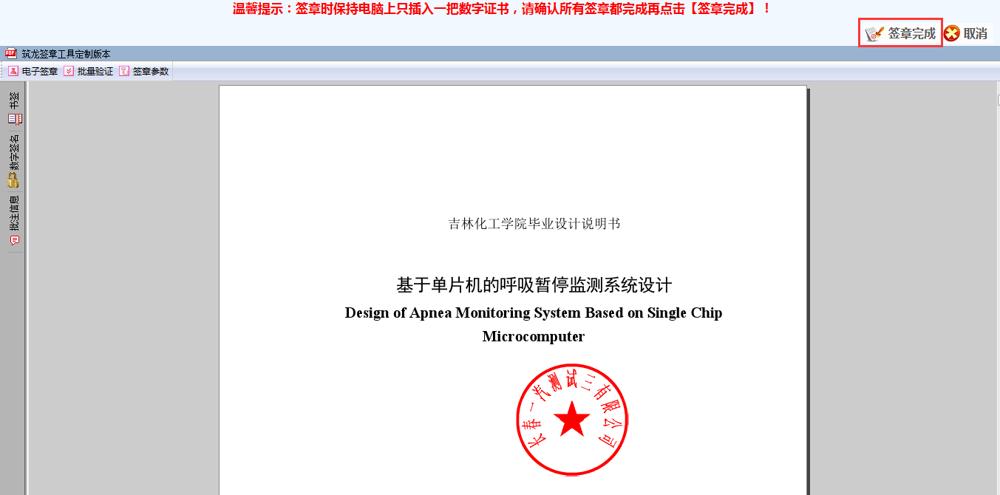 温馨提示：签章时保持电脑上只插入一把数字证书，请确认所有签章都完成再点击【签章完成】！
签章完成 取消
PDF 筑龙签章工具定制版本
电子签章 批量验证 签章参数
书签
数字签名
批注信息
吉林化工学院毕业设计说明书
基于单片机的呼吸暂停监测系统设计
Design of Apnea Monitoring System Based on Single Chip
Microcomputer
长春一汽测试三有限公司